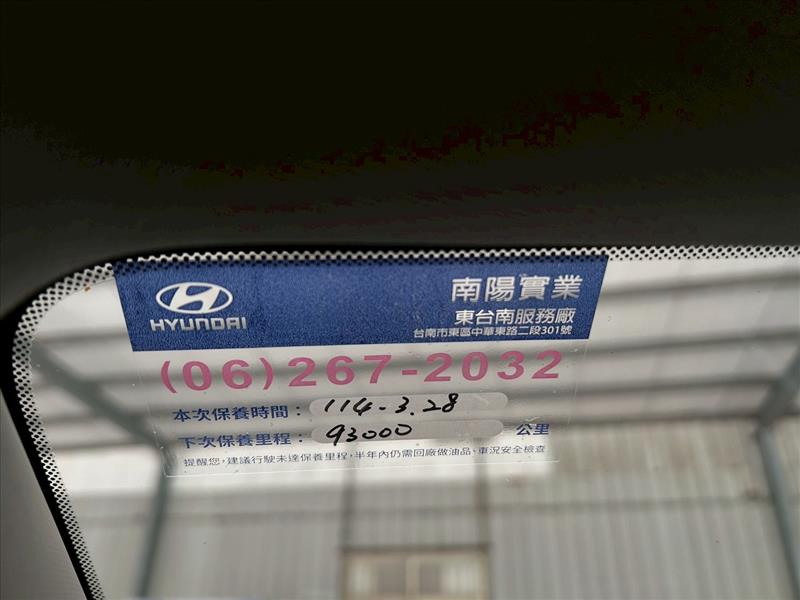 HYUNDAI
南陽實業
東台南服務廠
台南市東區中華東路二段301號
(06)267-2032
本次保養時間：114-3.28
下次保養里程：93000 公里
提醒您，建議行駛未達保養里程，半年內仍需回廠做油品、車況安全檢查